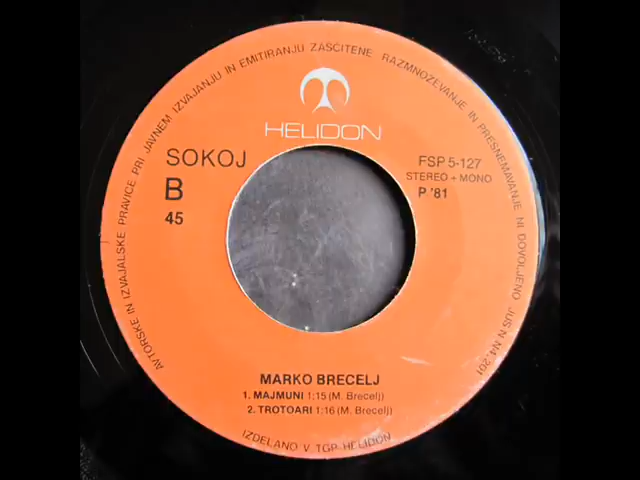 AVTORSKE IN IZVAJALSKE PRAVICE PRI JAVNEM IZVAJANJU IN EMITIRANJU ZAŠČITENE RAZMNOŽEVANJE IN PRESNEMAVANJE NI DOVOLJENO JUS N N4.201
HELIDON
SOKOJ
B
45
FSP 5-127
STEREO + MONO
P '81
MARKO BRECELJ
1. MAJMUNI 1:15 (M. Brecelj)
2. TROTOARI 1:16 (M. Brecelj)
IZDELANO V TGP HELIDON